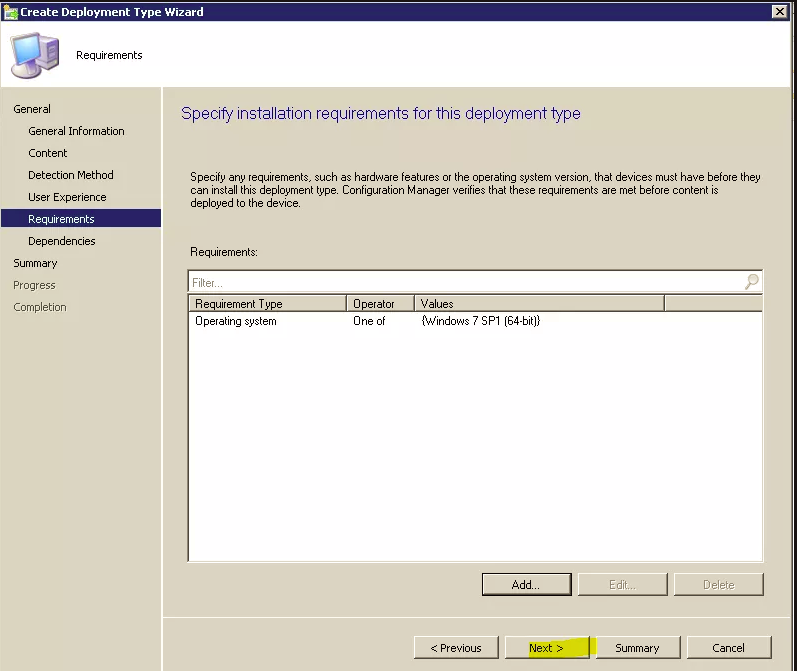 Create Deployment Type Wizard
Requirements
General
General Information
Content
Detection Method
User Experience
Requirements
Dependencies
Summary
Progress
Completion
Specify installation requirements for this deployment type
Specify any requirements, such as hardware features or the operating system version, that devices must have before they
can install this deployment type. Configuration Manager verifies that these requirements are met before content is
deployed to the device.
Requirements:
Filter...
Requirement Type Operator Values
Operating system One of {Windows 7 SP1 (64-bit)}
Add... Edit... Delete
< Previous Next > Summary Cancel